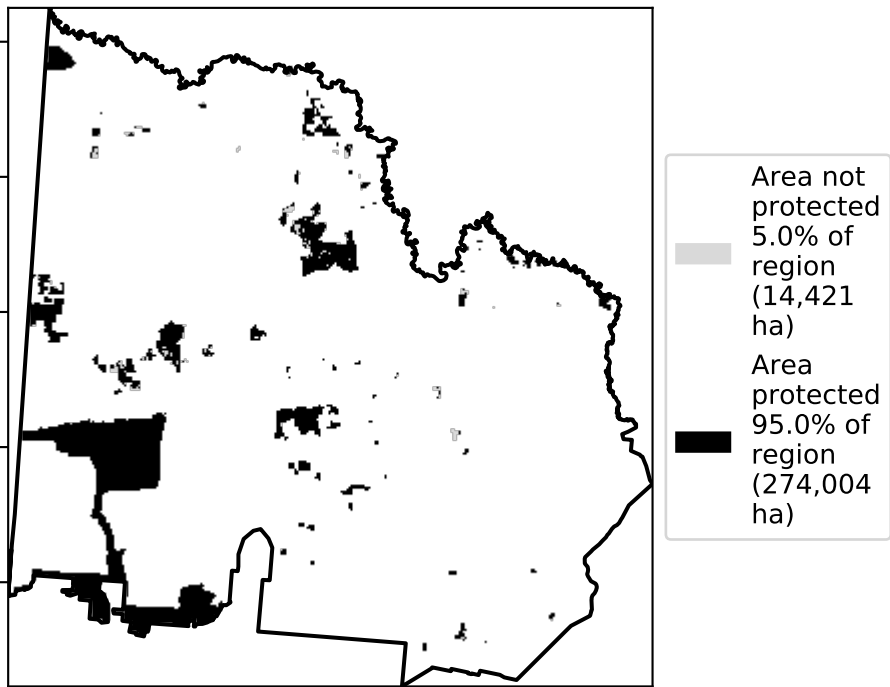 Area not
protected
5.0% of
region
(14,421
ha)
Area
protected
95.0% of
region
(274,004
ha)